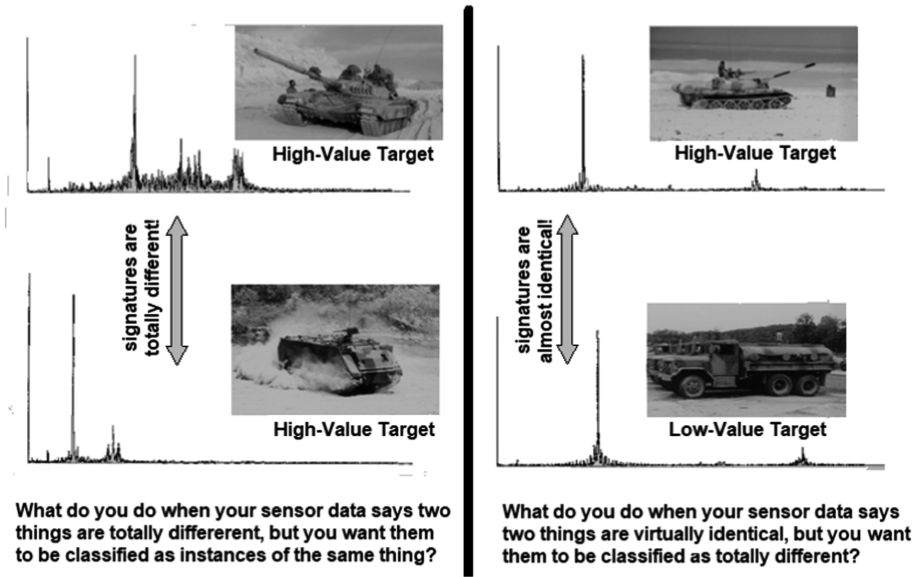 High-Value Target
signatures are
totally different!
High-Value Target
What do you do when your sensor data says two
things are totally differerent, but you want them
to be classified as instances of the same thing?
High-Value Target
signatures are
almost identical!
Low-Value Target
What do you do when your sensor data says
two things are virtually identical, but you want
them to be classified as totally different?